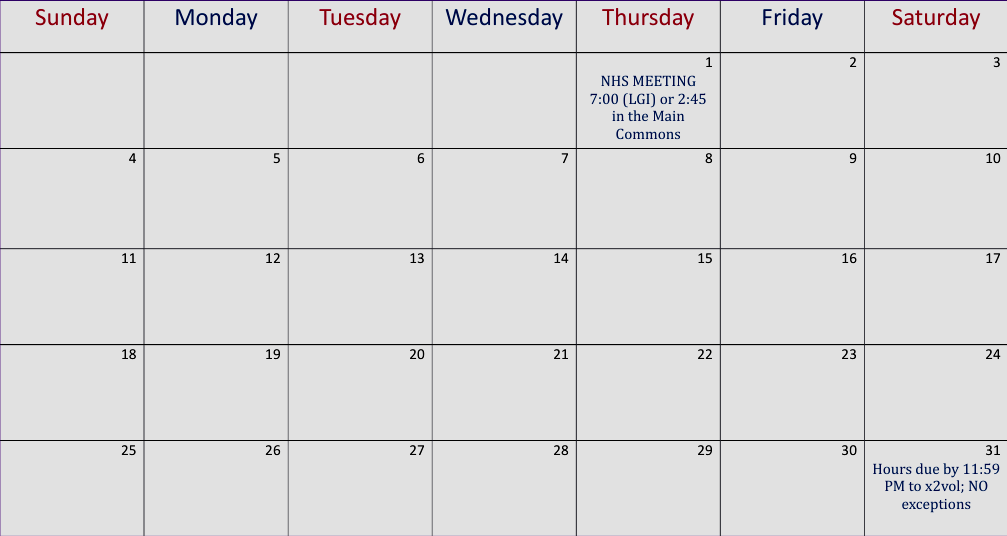 Sunday Monday Tuesday Wednesday Thursday Friday Saturday
1 2 3
NHS MEETING
7:00 (LGI) or 2:45
in the Main
Commons
4 5 6 7 8 9 10
11 12 13 14 15 16 17
18 19 20 21 22 23 24
25 26 27 28 29 30 31
Hours due by 11:59
PM to x2vol; NO
exceptions